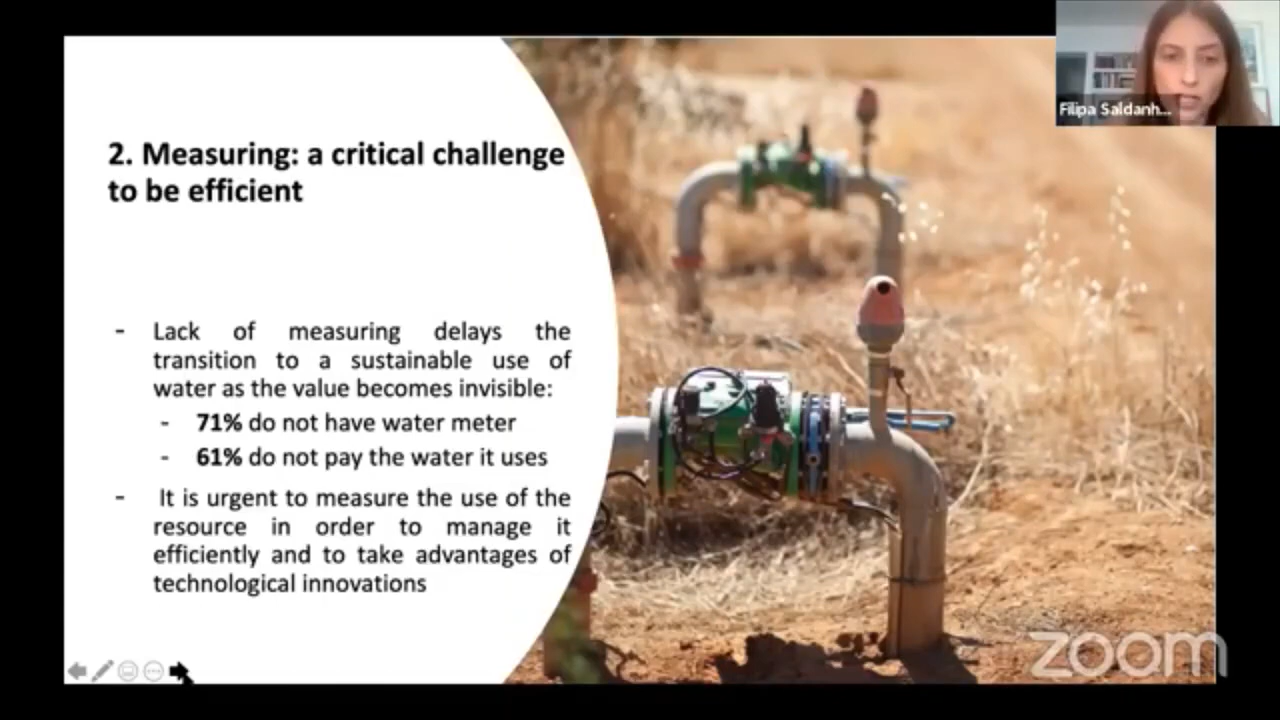 Filipa Saldanh...
2. Measuring: a critical challenge
to be efficient
- Lack of measuring delays the
transition to a sustainable use of
water as the value becomes invisible:
- 71% do not have water meter
- 61% do not pay the water it uses
- It is urgent to measure the use of the
resource in order to manage it
efficiently and to take advantages of
technological innovations
zoom